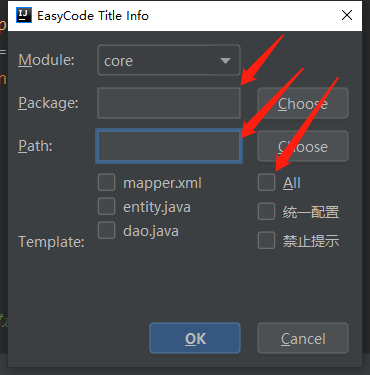 EasyCode Title Info
Module: core
Package: Choose
Path: Choose
mapper.xml All
entity.java 统一配置
dao.java 禁止提示
Template:
OK Cancel